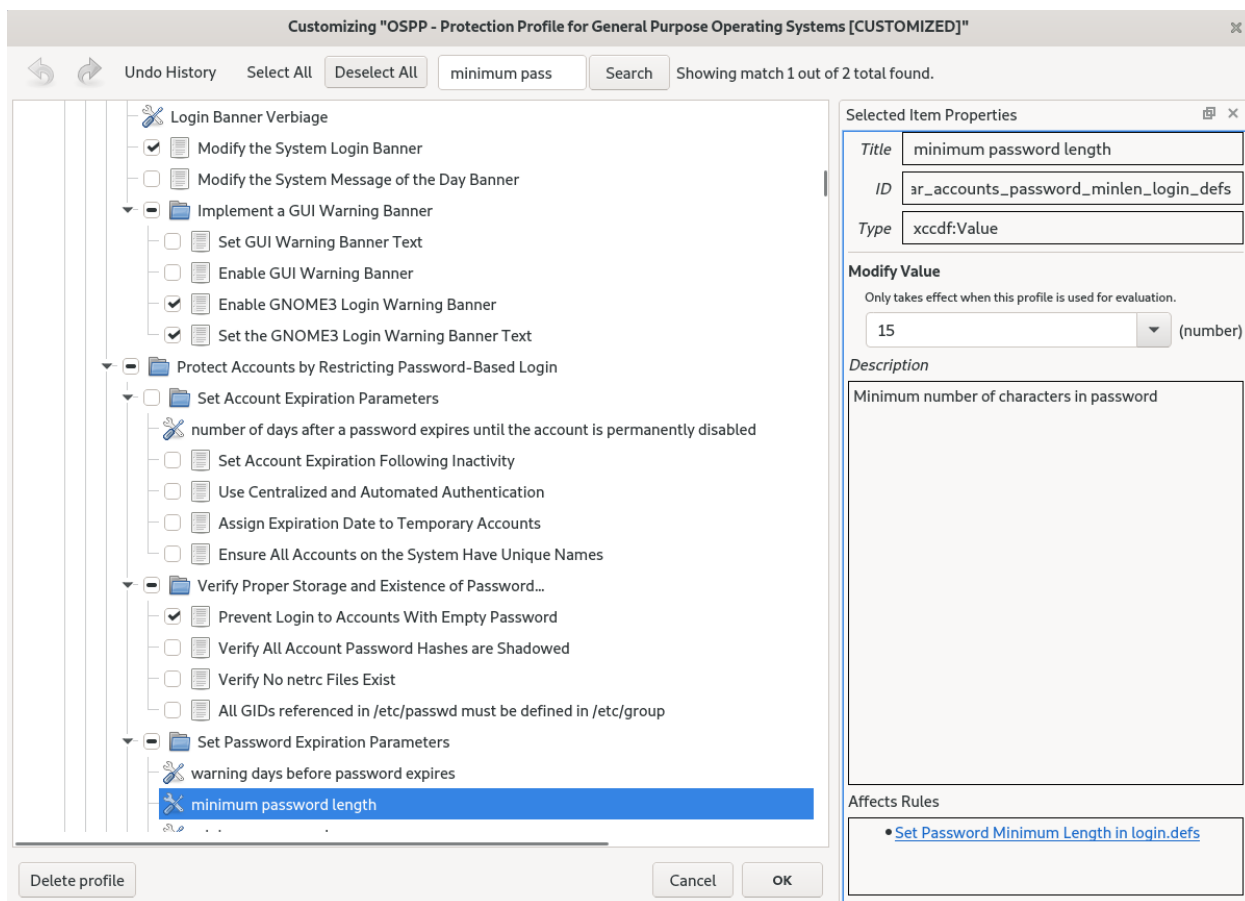 Customizing "OSPP - Protection Profile for General Purpose Operating Systems [CUSTOMIZED]"
Undo History Select All Deselect All minimum pass Search Showing match 1 out of 2 total found.
Login Banner Verbiage
Modify the System Login Banner
Modify the System Message of the Day Banner
Implement a GUI Warning Banner
Set GUI Warning Banner Text
Enable GUI Warning Banner
Enable GNOME3 Login Warning Banner
Set the GNOME3 Login Warning Banner Text
Protect Accounts by Restricting Password-Based Login
Set Account Expiration Parameters
number of days after a password expires until the account is permanently disabled
Set Account Expiration Following Inactivity
Use Centralized and Automated Authentication
Assign Expiration Date to Temporary Accounts
Ensure All Accounts on the System Have Unique Names
Verify Proper Storage and Existence of Password...
Prevent Login to Accounts With Empty Password
Verify All Account Password Hashes are Shadowed
Verify No netrc Files Exist
All GIDs referenced in /etc/passwd must be defined in /etc/group
Set Password Expiration Parameters
warning days before password expires
minimum password length
Delete profile Cancel OK
Selected Item Properties
Title minimum password length
ID ar_accounts_password_minlen_login_defs
Type xccdf:Value
Modify Value
Only takes effect when this profile is used for evaluation.
15 (number)
Description
Minimum number of characters in password
Affects Rules
Set Password Minimum Length in login.defs